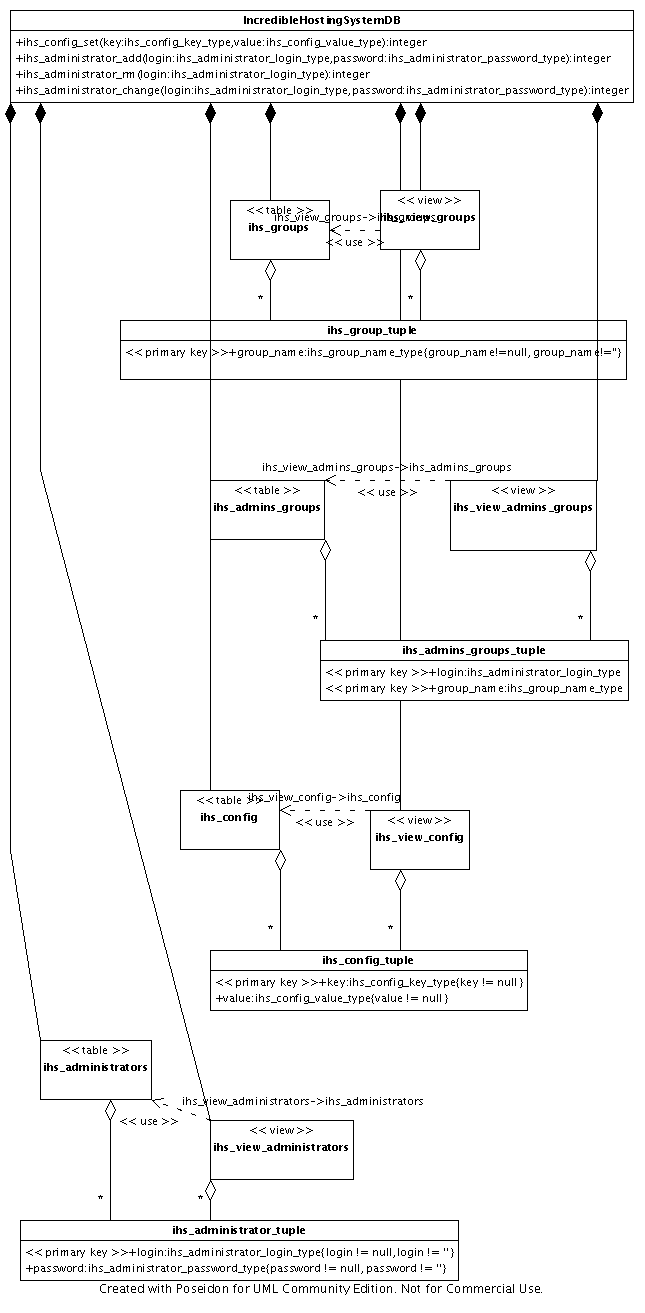 IncredibleHostingSystemDB
+ihs_config_set(key:ihs_config_key_type,value:ihs_config_value_type):integer
+ihs_administrator_add(login:ihs_administrator_login_type,password:ihs_administrator_password_type):integer
+ihs_administrator_rm(login:ihs_administrator_login_type):integer
+ihs_administrator_change(login:ihs_administrator_login_type,password:ihs_administrator_password_type):integer
<< table >>
ihs_groups
<< view >>
ihs_view_groups
ihs_view_groups->ihs_groups
<< use >>
*
*
ihs_group_tuple
<< primary key >>+group_name:ihs_group_name_type{group_name!=null, group_name!=''}
ihs_view_admins_groups->ihs_admins_groups
<< use >>
<< table >>
ihs_admins_groups
<< view >>
ihs_view_admins_groups
*
*
ihs_admins_groups_tuple
<< primary key >>+login:ihs_administrator_login_type
<< primary key >>+group_name:ihs_group_name_type
<< table >>
ihs_config
ihs_view_config->ihs_config
<< use >>
<< view >>
ihs_view_config
*
*
ihs_config_tuple
<< primary key >>+key:ihs_config_key_type{key != null }
+value:ihs_config_value_type{value != null }
<< table >>
ihs_administrators
ihs_view_administrators->ihs_administrators
<< use >>
<< view >>
ihs_view_administrators
*
*
ihs_administrator_tuple
<< primary key >>+login:ihs_administrator_login_type{login != null,login != ''}
+password:ihs_administrator_password_type{password != null, password != ''}
Created with Poseidon for UML Community Edition. Not for Commercial Use.